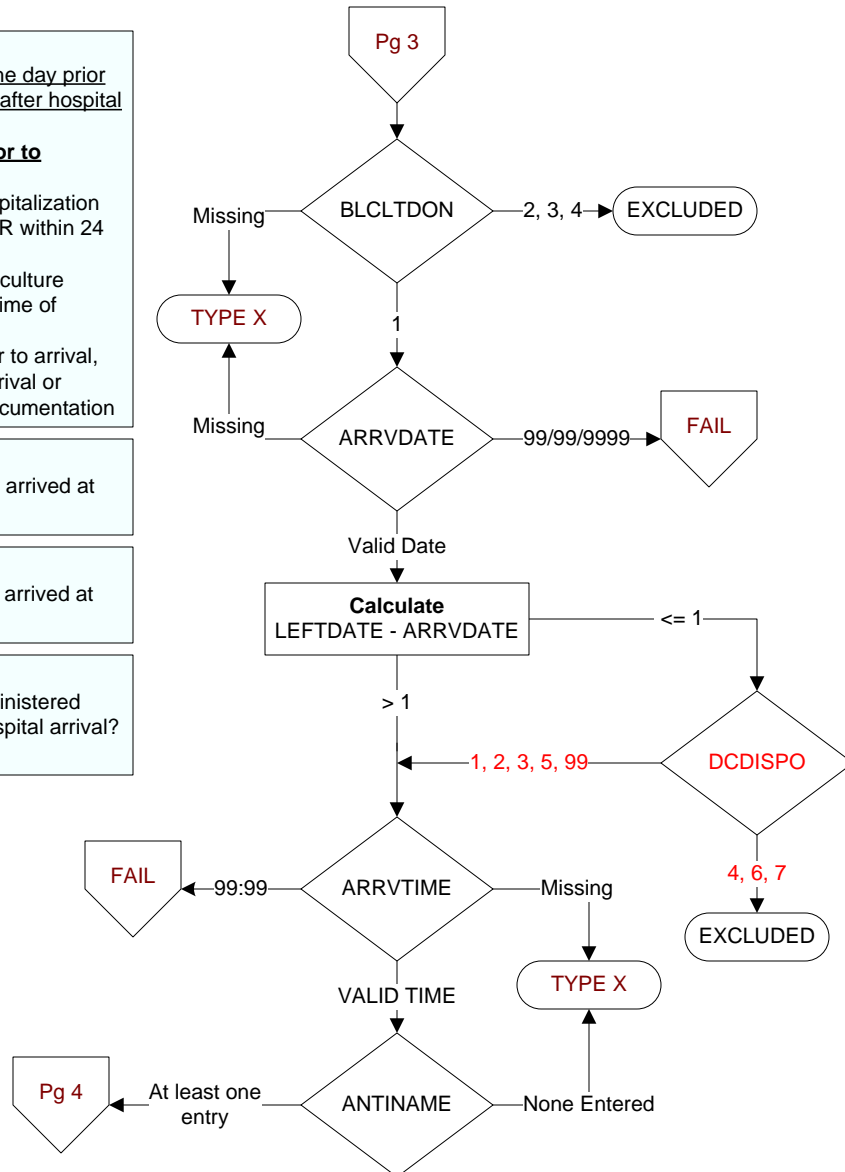 ne day prior
after hospital
or to
pitalization
R within 24
culture
ime of
r to arrival,
rival or
cumentation
arrived at
arrived at
inistered
spital arrival?
Pg 3
BLCLTDON
Missing
2, 3, 4
EXCLUDED
TYPE X
1
Missing
ARRVDATE
99/99/9999
FAIL
Valid Date
Calculate
LEFTDATE - ARRVDATE
<= 1
> 1
1, 2, 3, 5, 99
DCDISPO
FAIL
99:99
ARRVTIME
Missing
4, 6, 7
EXCLUDED
VALID TIME
TYPE X
Pg 4
At least one
entry
ANTINAME
None Entered